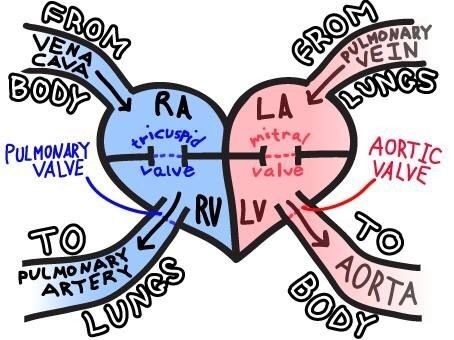 FROM
VENA
CAVA
BODY
FROM
PULMONARY
VEIN
LUNGS
RA
LA
tricuspid
valve
mitral
valve
PULMONARY
VALVE
AORTIC
VALVE
RV
LV
TO
PULMONARY
ARTERY
LUNGS
TO
AORTA
BODY